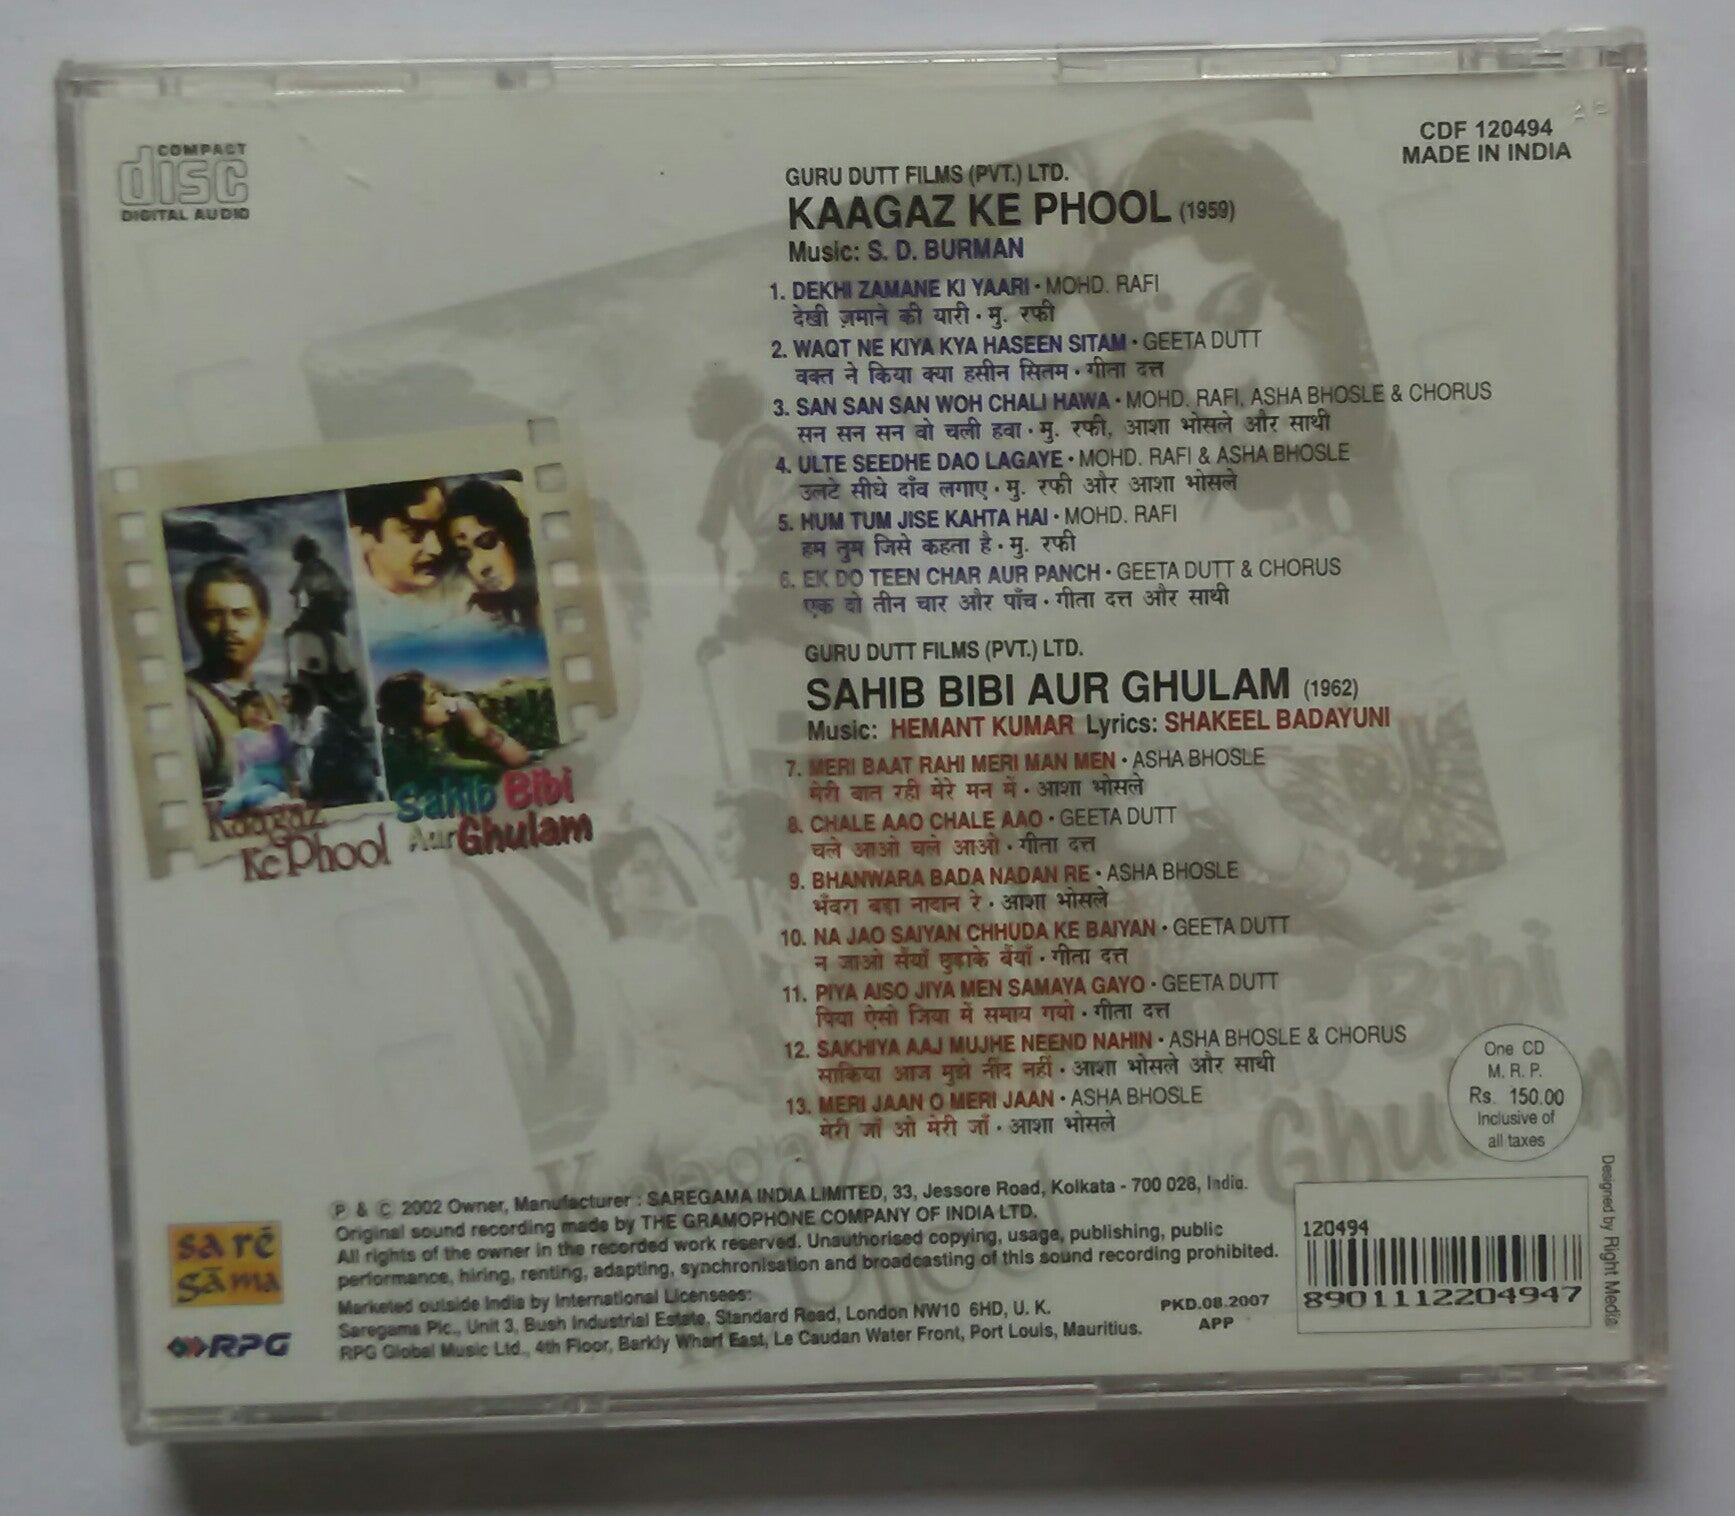 COMPACT
disc
DIGITAL AUDIO
CDF 120494
MADE IN INDIA
GURU DUTT FILMS (PVT.) LTD.
KAAGAZ KE PHOOL (1959)
Music: S. D. BURMAN
1. DEKHI ZAMANE KI YAARI • MOHD. RAFI
देखी ज़माने की यारी • मु. रफी
2. WAQT NE KIYA KYA HASEEN SITAM • GEETA DUTT
वक्त ने किया क्या हसीन सितम • गीता दत्त
3. SAN SAN SAN WOH CHALI HAWA • MOHD. RAFI, ASHA BHOSLE & CHORUS
सन सन सन वो चली हवा • मु. रफी, आशा भोसले और साथी
4. ULTE SEEDHE DAO LAGAYE • MOHD. RAFI & ASHA BHOSLE
उलटे सीधे दाँव लगाए • मु. रफी और आशा भोसले
5. HUM TUM JISE KAHTA HAI • MOHD. RAFI
हम तुम जिसे कहता है • मु. रफी
6. EK DO TEEN CHAR AUR PANCH • GEETA DUTT & CHORUS
एक दो तीन चार और पाँच • गीता दत्त और साथी
GURU DUTT FILMS (PVT.) LTD.
SAHIB BIBI AUR GHULAM (1962)
Music: HEMANT KUMAR Lyrics: SHAKEEL BADAYUNI
7. MERI BAAT RAHI MERI MAN MEN • ASHA BHOSLE
मेरी बात रही मेरे मन में • आशा भोसले
8. CHALE AAO CHALE AAO • GEETA DUTT
चले आओ चले आओ • गीता दत्त
9. BHANWARA BADA NADAN RE • ASHA BHOSLE
भँवरा बड़ा नादान रे • आशा भोसले
10. NA JAO SAIYAN CHHUDA KE BAIYAN • GEETA DUTT
न जाओ सैंयाँ छुड़ाके बैंयाँ • गीता दत्त
11. PIYA AISO JIYA MEN SAMAYA GAYO • GEETA DUTT
पिया ऐसो जिया में समाय गयो • गीता दत्त
12. SAKHIYA AAJ MUJHE NEEND NAHIN • ASHA BHOSLE & CHORUS
साकिया आज मुझे नींद नहीं • आशा भोसले और साथी
13. MERI JAAN O MERI JAAN • ASHA BHOSLE
मेरी जाँ ओ मेरी जाँ • आशा भोसले
Kaagaz
Ke Phool
Sahib Bibi
Aur Ghulam
Bibi
Ghulam
One CD
M. R. P.
Rs. 150.00
Inclusive of
all taxes
℗ & © 2002 Owner, Manufacturer : SAREGAMA INDIA LIMITED, 33, Jessore Road, Kolkata - 700 028, India.
Original sound recording made by THE GRAMOPHONE COMPANY OF INDIA LTD.
All rights of the owner in the recorded work reserved. Unauthorised copying, usage, publishing, public
performance, hiring, renting, adapting, synchronisation and broadcasting of this sound recording prohibited.
Marketed outside India by International Licensees:
Saregama Plc., Unit 3, Bush Industrial Estate, Standard Road, London NW10 6HD, U. K.
RPG Global Music Ltd., 4th Floor, Barkly Wharf East, Le Caudan Water Front, Port Louis, Mauritius.
PKD.08.2007
APP
sa rē
gā ma
RPG
120494
8901112204947
Designed by Right Media